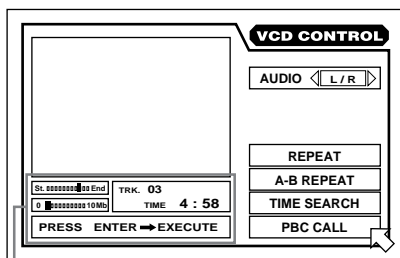 VCD CONTROL
AUDIO L / R
REPEAT
A-B REPEAT
TIME SEARCH
PBC CALL
St. End
0 10Mb
TRK. 03
TIME 4 : 58
PRESS ENTER ➡ EXECUTE